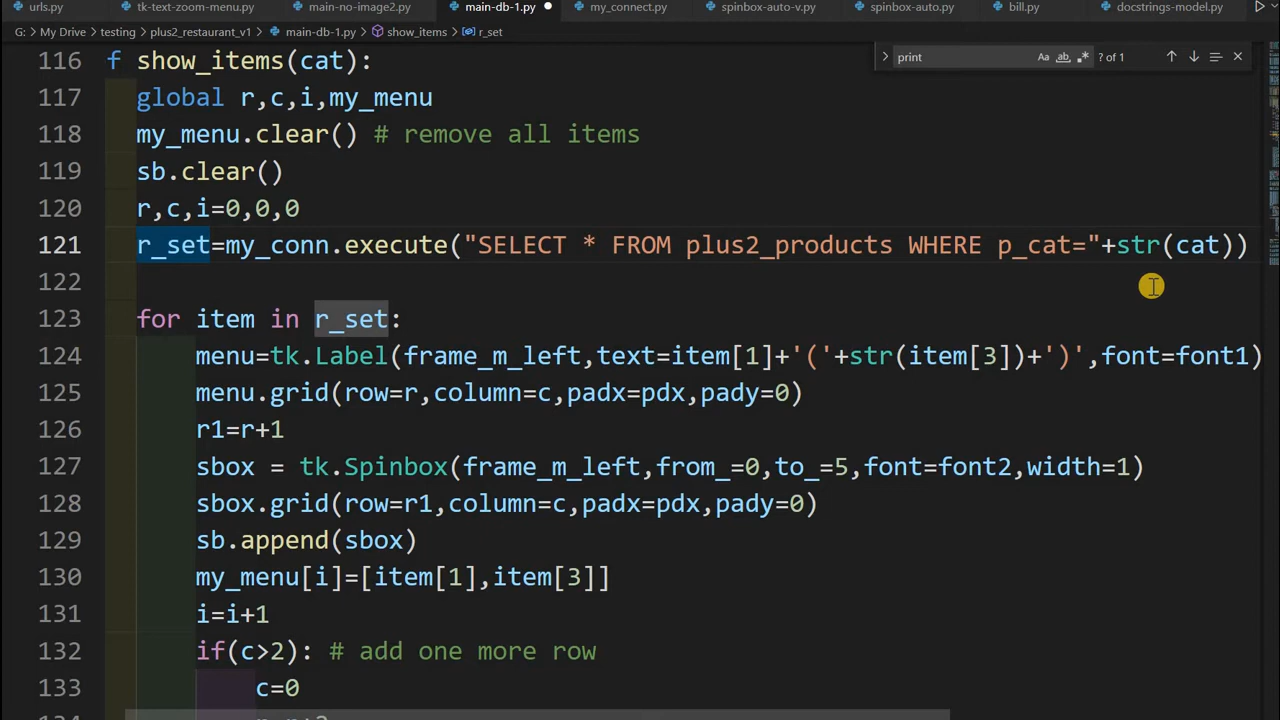 urls.py tk-text-zoom-menu.py main-no-image2.py main-db-1.py my_connect.py spinbox-auto-v.py spinbox-auto.py bill.py docstrings-model.py
G: > My Drive > testing > plus2_restaurant_v1 > main-db-1.py > show_items > r_set
print Aa ab .* ? of 1
116 f show_items(cat):
117 global r,c,i,my_menu
118 my_menu.clear() # remove all items
119 sb.clear()
120 r,c,i=0,0,0
121 r_set=my_conn.execute("SELECT * FROM plus2_products WHERE p_cat="+str(cat))
122
123 for item in r_set:
124 menu=tk.Label(frame_m_left,text=item[1]+'('+str(item[3])+')',font=font1)
125 menu.grid(row=r,column=c,padx=pdx,pady=0)
126 r1=r+1
127 sbox = tk.Spinbox(frame_m_left,from_=0,to_=5,font=font2,width=1)
128 sbox.grid(row=r1,column=c,padx=pdx,pady=0)
129 sb.append(sbox)
130 my_menu[i]=[item[1],item[3]]
131 i=i+1
132 if(c>2): # add one more row
133 c=0